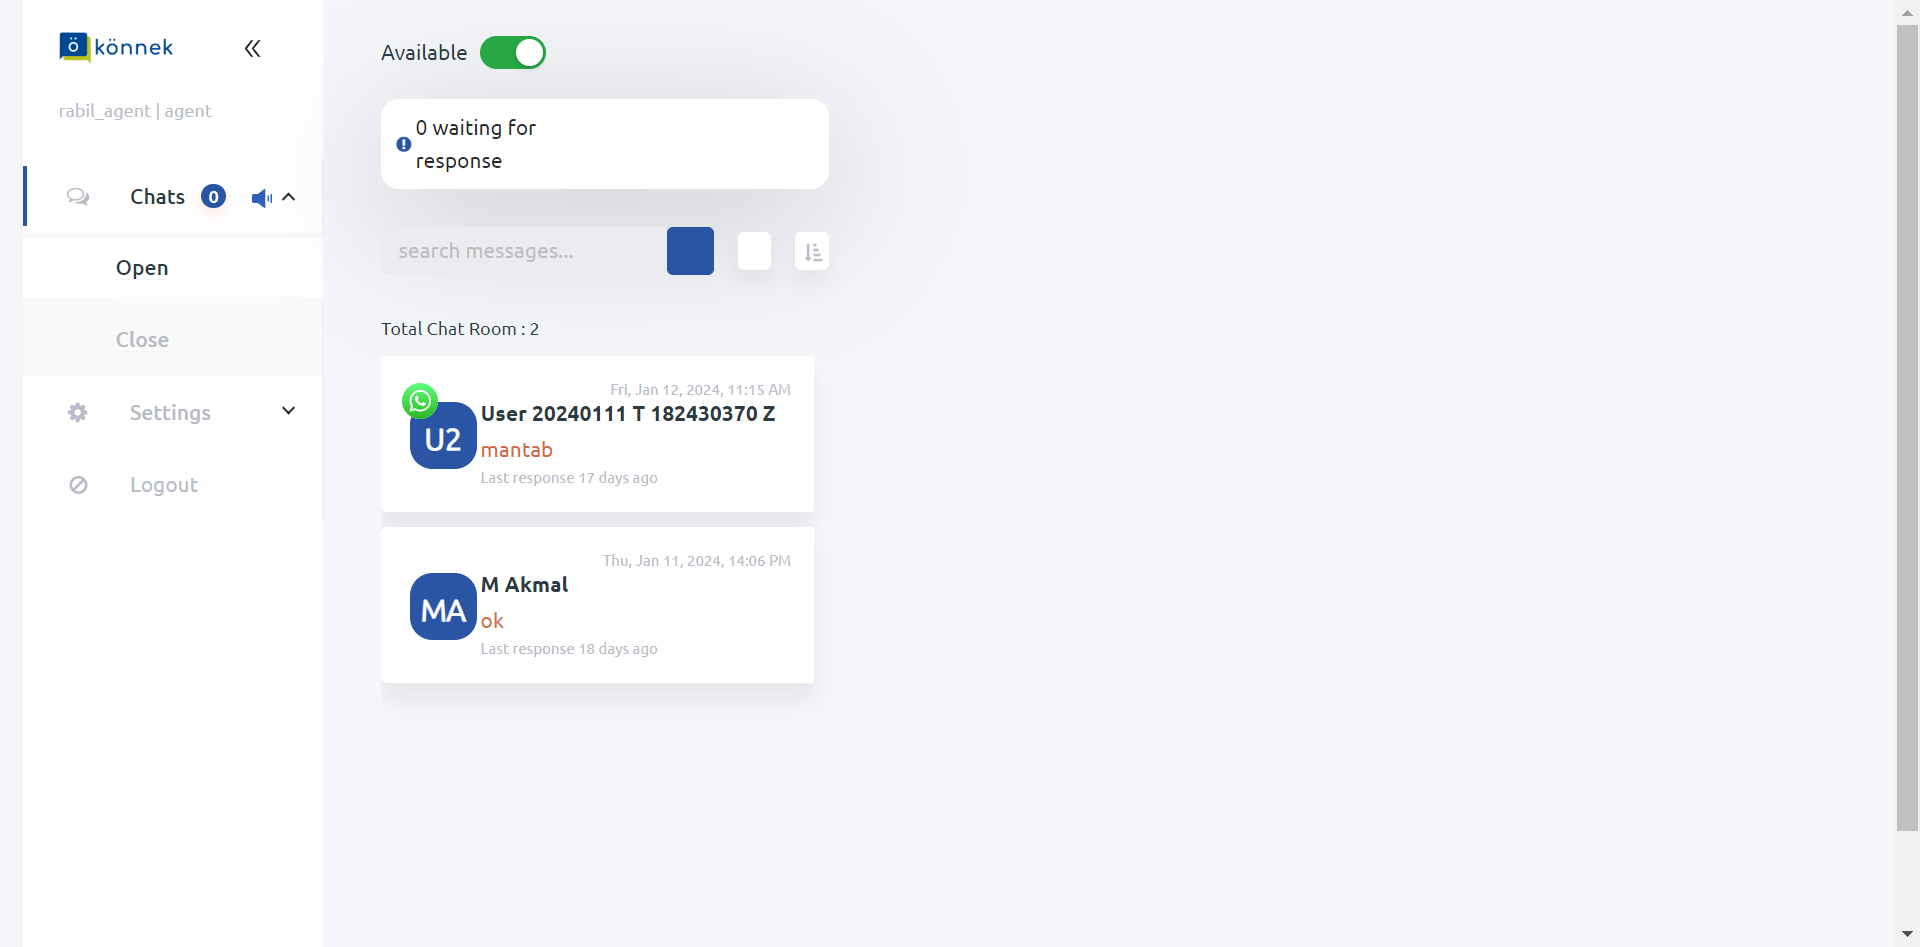 ö könnek
rabil_agent | agent
Chats 0
Open
Close
Settings
Logout
Available
0 waiting for
response
search messages...
Total Chat Room : 2
Fri, Jan 12, 2024, 11:15 AM
User 20240111 T 182430370 Z
U2
mantab
Last response 17 days ago
Thu, Jan 11, 2024, 14:06 PM
M Akmal
MA
ok
Last response 18 days ago